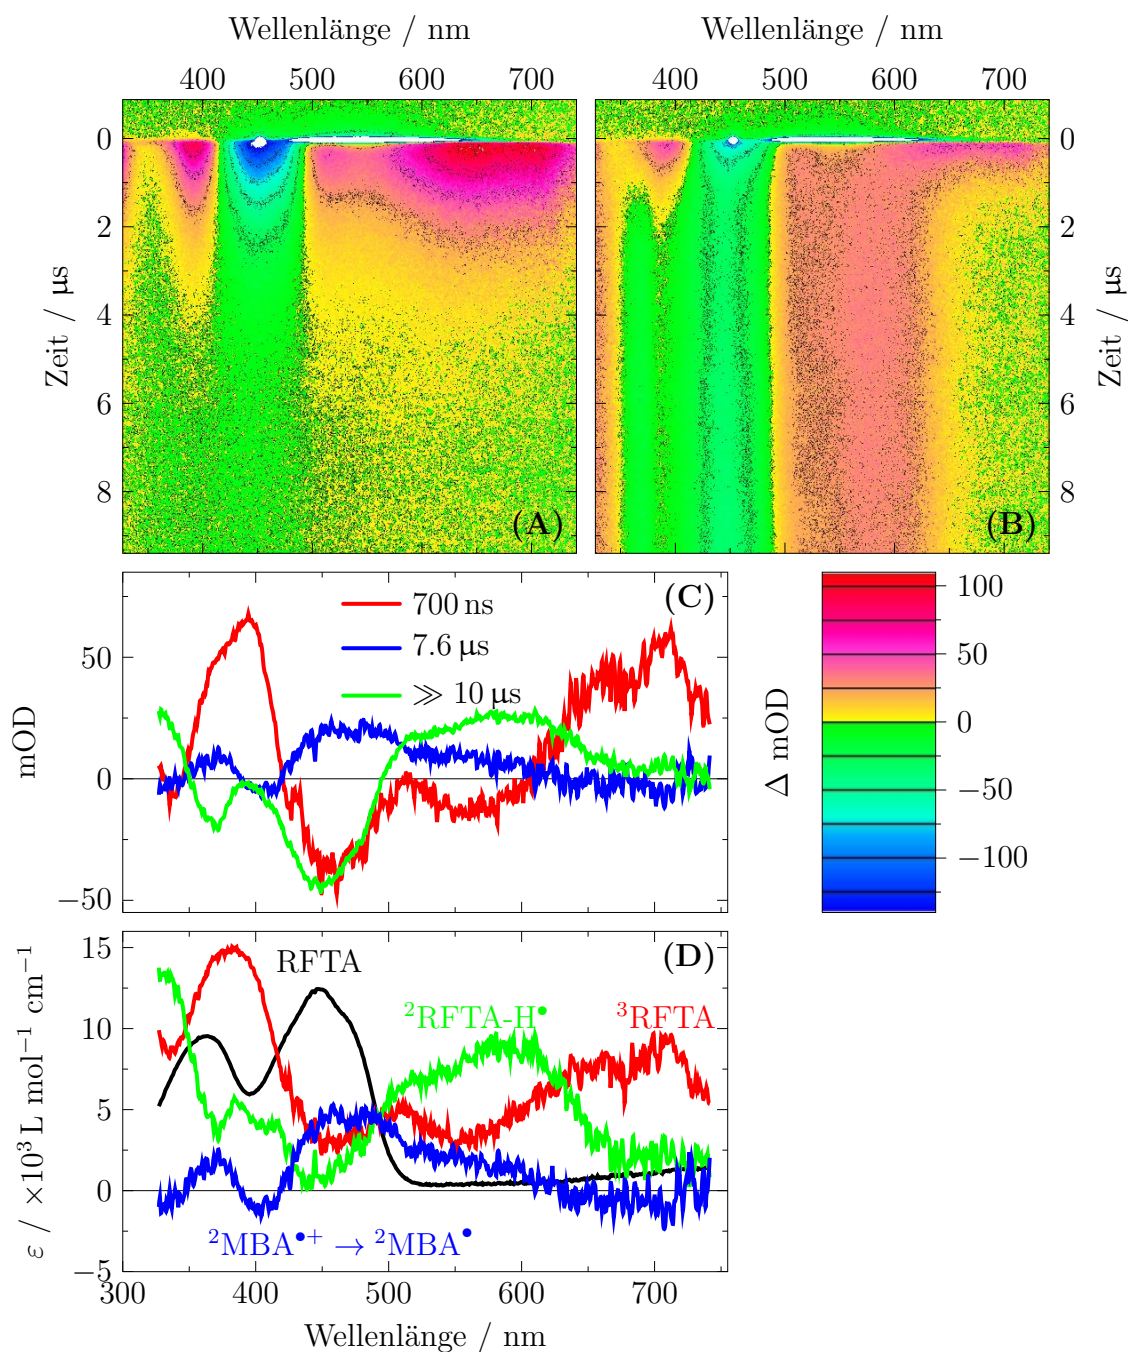 Wellenlänge / nm
Wellenlänge / nm
400 500 600 700
400 500 600 700
0
2
4
6
8
Zeit / µs
(A)
0
2
4
6
8
Zeit / µs
(B)
50
0
−50
mOD
700 ns
7.6 µs
≫ 10 µs
(C)
100
50
0
−50
−100
Δ mOD
15
10
5
0
−5
ε / ×10³ L mol⁻¹ cm⁻¹
RFTA
²RFTA-H•
³RFTA
²MBA•⁺ → ²MBA•
(D)
300 400 500 600 700
Wellenlänge / nm